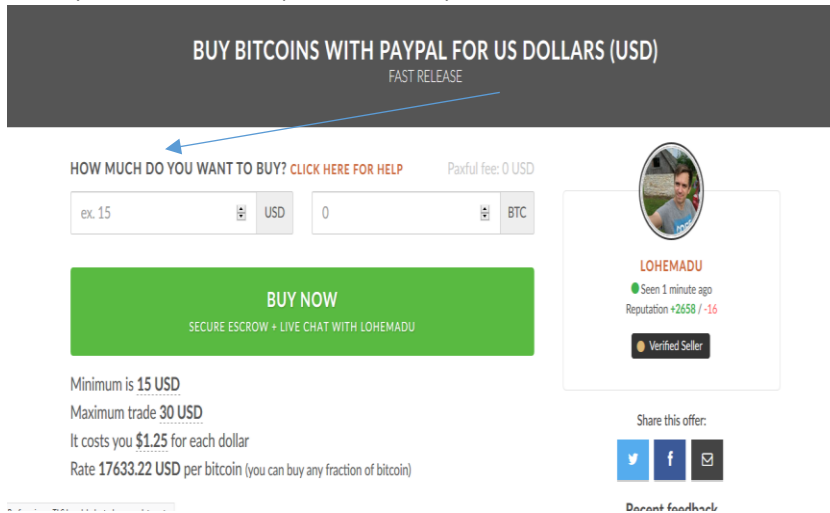 BUY BITCOINS WITH PAYPAL FOR US DOLLARS (USD)
FAST RELEASE
HOW MUCH DO YOU WANT TO BUY? CLICK HERE FOR HELP
Paxful fee: 0 USD
ex. 15 USD 0 BTC
BUY NOW
SECURE ESCROW + LIVE CHAT WITH LOHEMADU
Minimum is 15 USD
Maximum trade 30 USD
It costs you $1.25 for each dollar
Rate 17633.22 USD per bitcoin (you can buy any fraction of bitcoin)
LOHEMADU
Seen 1 minute ago
Reputation +2658 / -16
Verified Seller
Share this offer:
Recent feedback